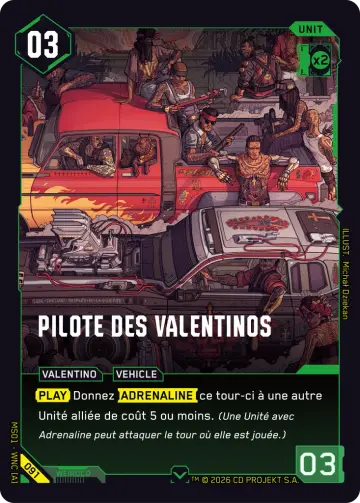 03
UNIT
x2
ILLUST. Michał Dziekan
PILOTE DES VALENTINOS
VALENTINO VEHICLE
PLAY Donnez ADRENALINE ce tour-ci à une autre
Unité alliée de coût 5 ou moins. (Une Unité avec
Adrenaline peut attaquer le tour où elle est jouée.)
MS01 · WNC(A)
091
03
™ © 2026 CD PROJEKT S.A.